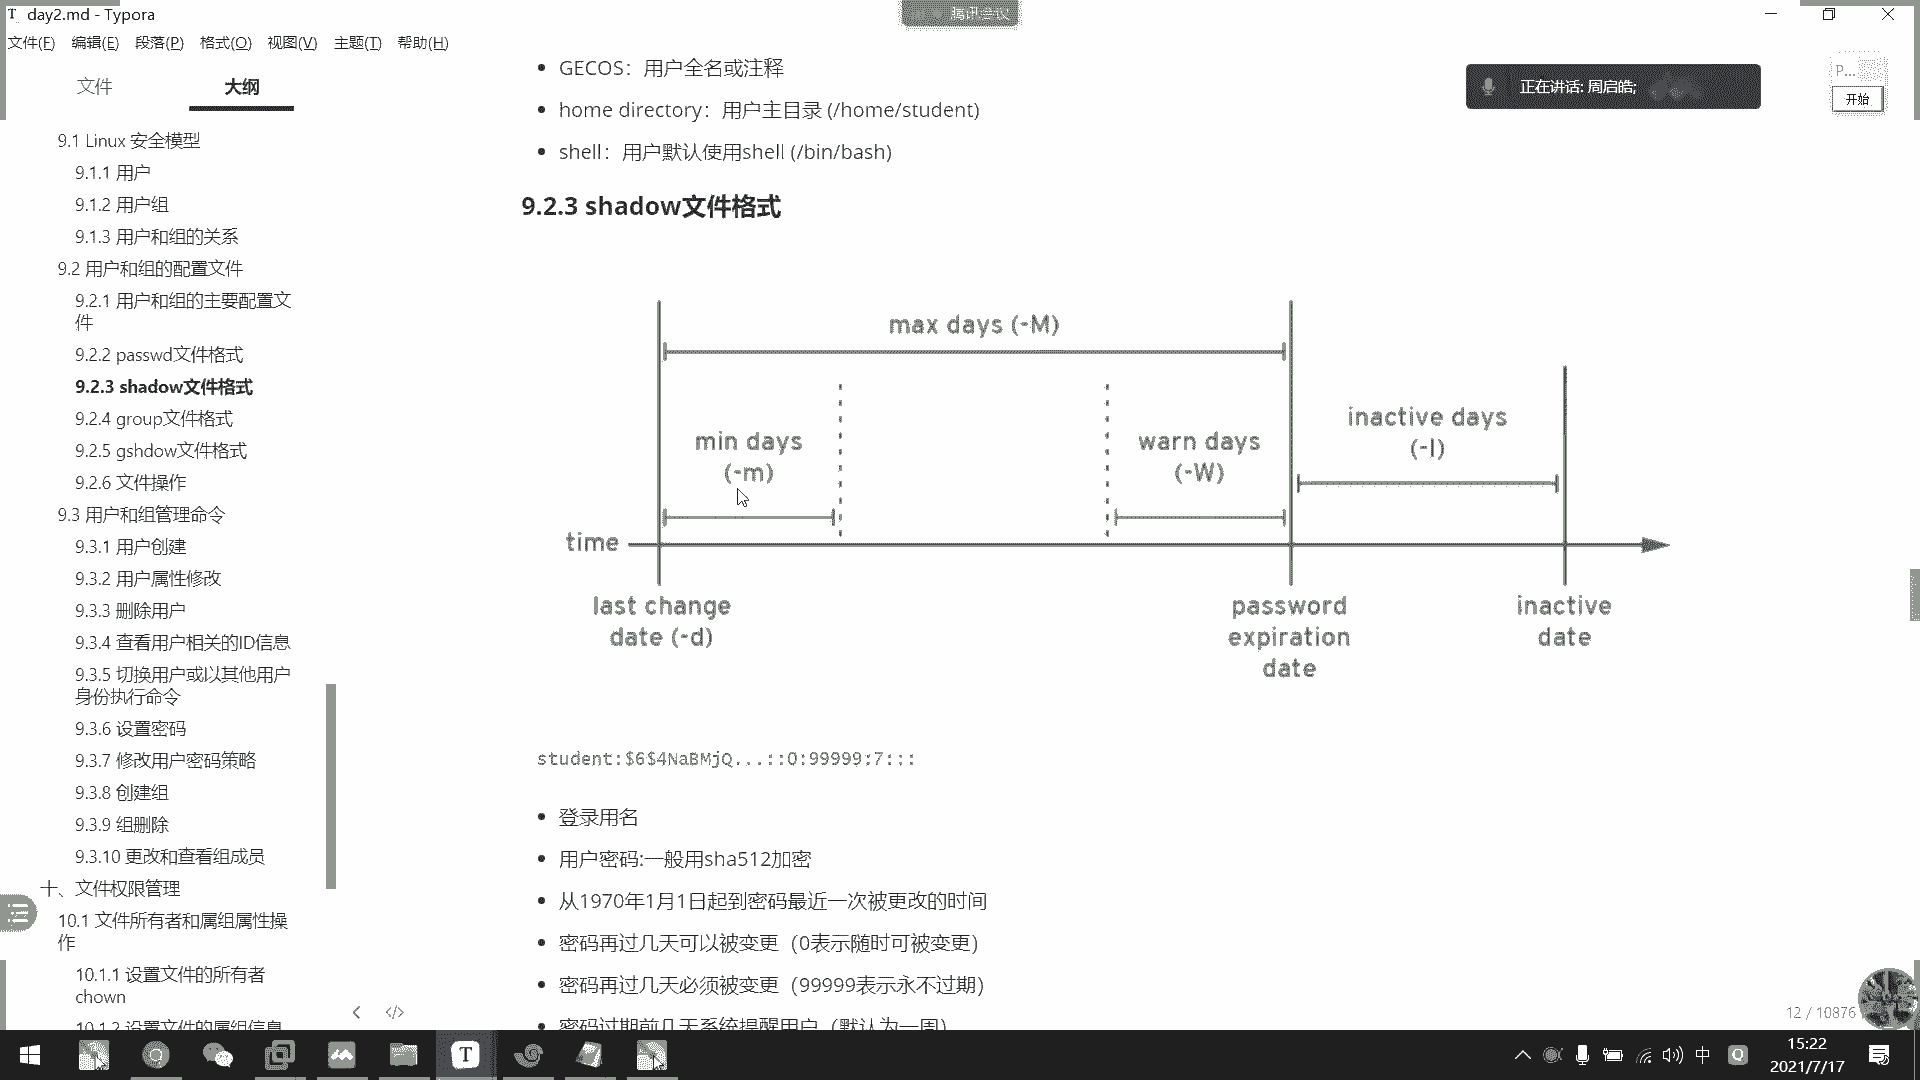 day2.md - Typora
腾讯会议
文件(F) 编辑(E) 段落(P) 格式(O) 视图(V) 主题(T) 帮助(H)
文件 大纲
9.1 Linux 安全模型
9.1.1 用户
9.1.2 用户组
9.1.3 用户和组的关系
9.2 用户和组的配置文件
9.2.1 用户和组的主要配置文
件
9.2.2 passwd文件格式
9.2.3 shadow文件格式
9.2.4 group文件格式
9.2.5 gshdow文件格式
9.2.6 文件操作
9.3 用户和组管理命令
9.3.1 用户创建
9.3.2 用户属性修改
9.3.3 删除用户
9.3.4 查看用户相关的ID信息
9.3.5 切换用户或以其他用户
身份执行命令
9.3.6 设置密码
9.3.7 修改用户密码策略
9.3.8 创建组
9.3.9 组删除
9.3.10 更改和查看组成员
十、文件权限管理
10.1 文件所有者和属组属性操
作
10.1.1 设置文件的所有者
chown
10.1.2 设置文件的属组信息
• GECOS：用户全名或注释
• home directory：用户主目录 (/home/student)
• shell：用户默认使用shell (/bin/bash)
正在讲话: 周启皓;
P...
开始
9.2.3 shadow文件格式
max days (-M)
min days
(-m)
warn days
(-W)
inactive days
(-I)
time
last change
date (-d)
password
expiration
date
inactive
date
student:$6$4NaBMjQ...::0:99999:7:::
• 登录用名
• 用户密码:一般用sha512加密
• 从1970年1月1日起到密码最近一次被更改的时间
• 密码再过几天可以被变更（0表示随时可被变更）
• 密码再过几天必须被变更（99999表示永不过期）
• 密码过期前几天系统提醒用户（默认为一周）
12 / 10876
中
15:22
2021/7/17